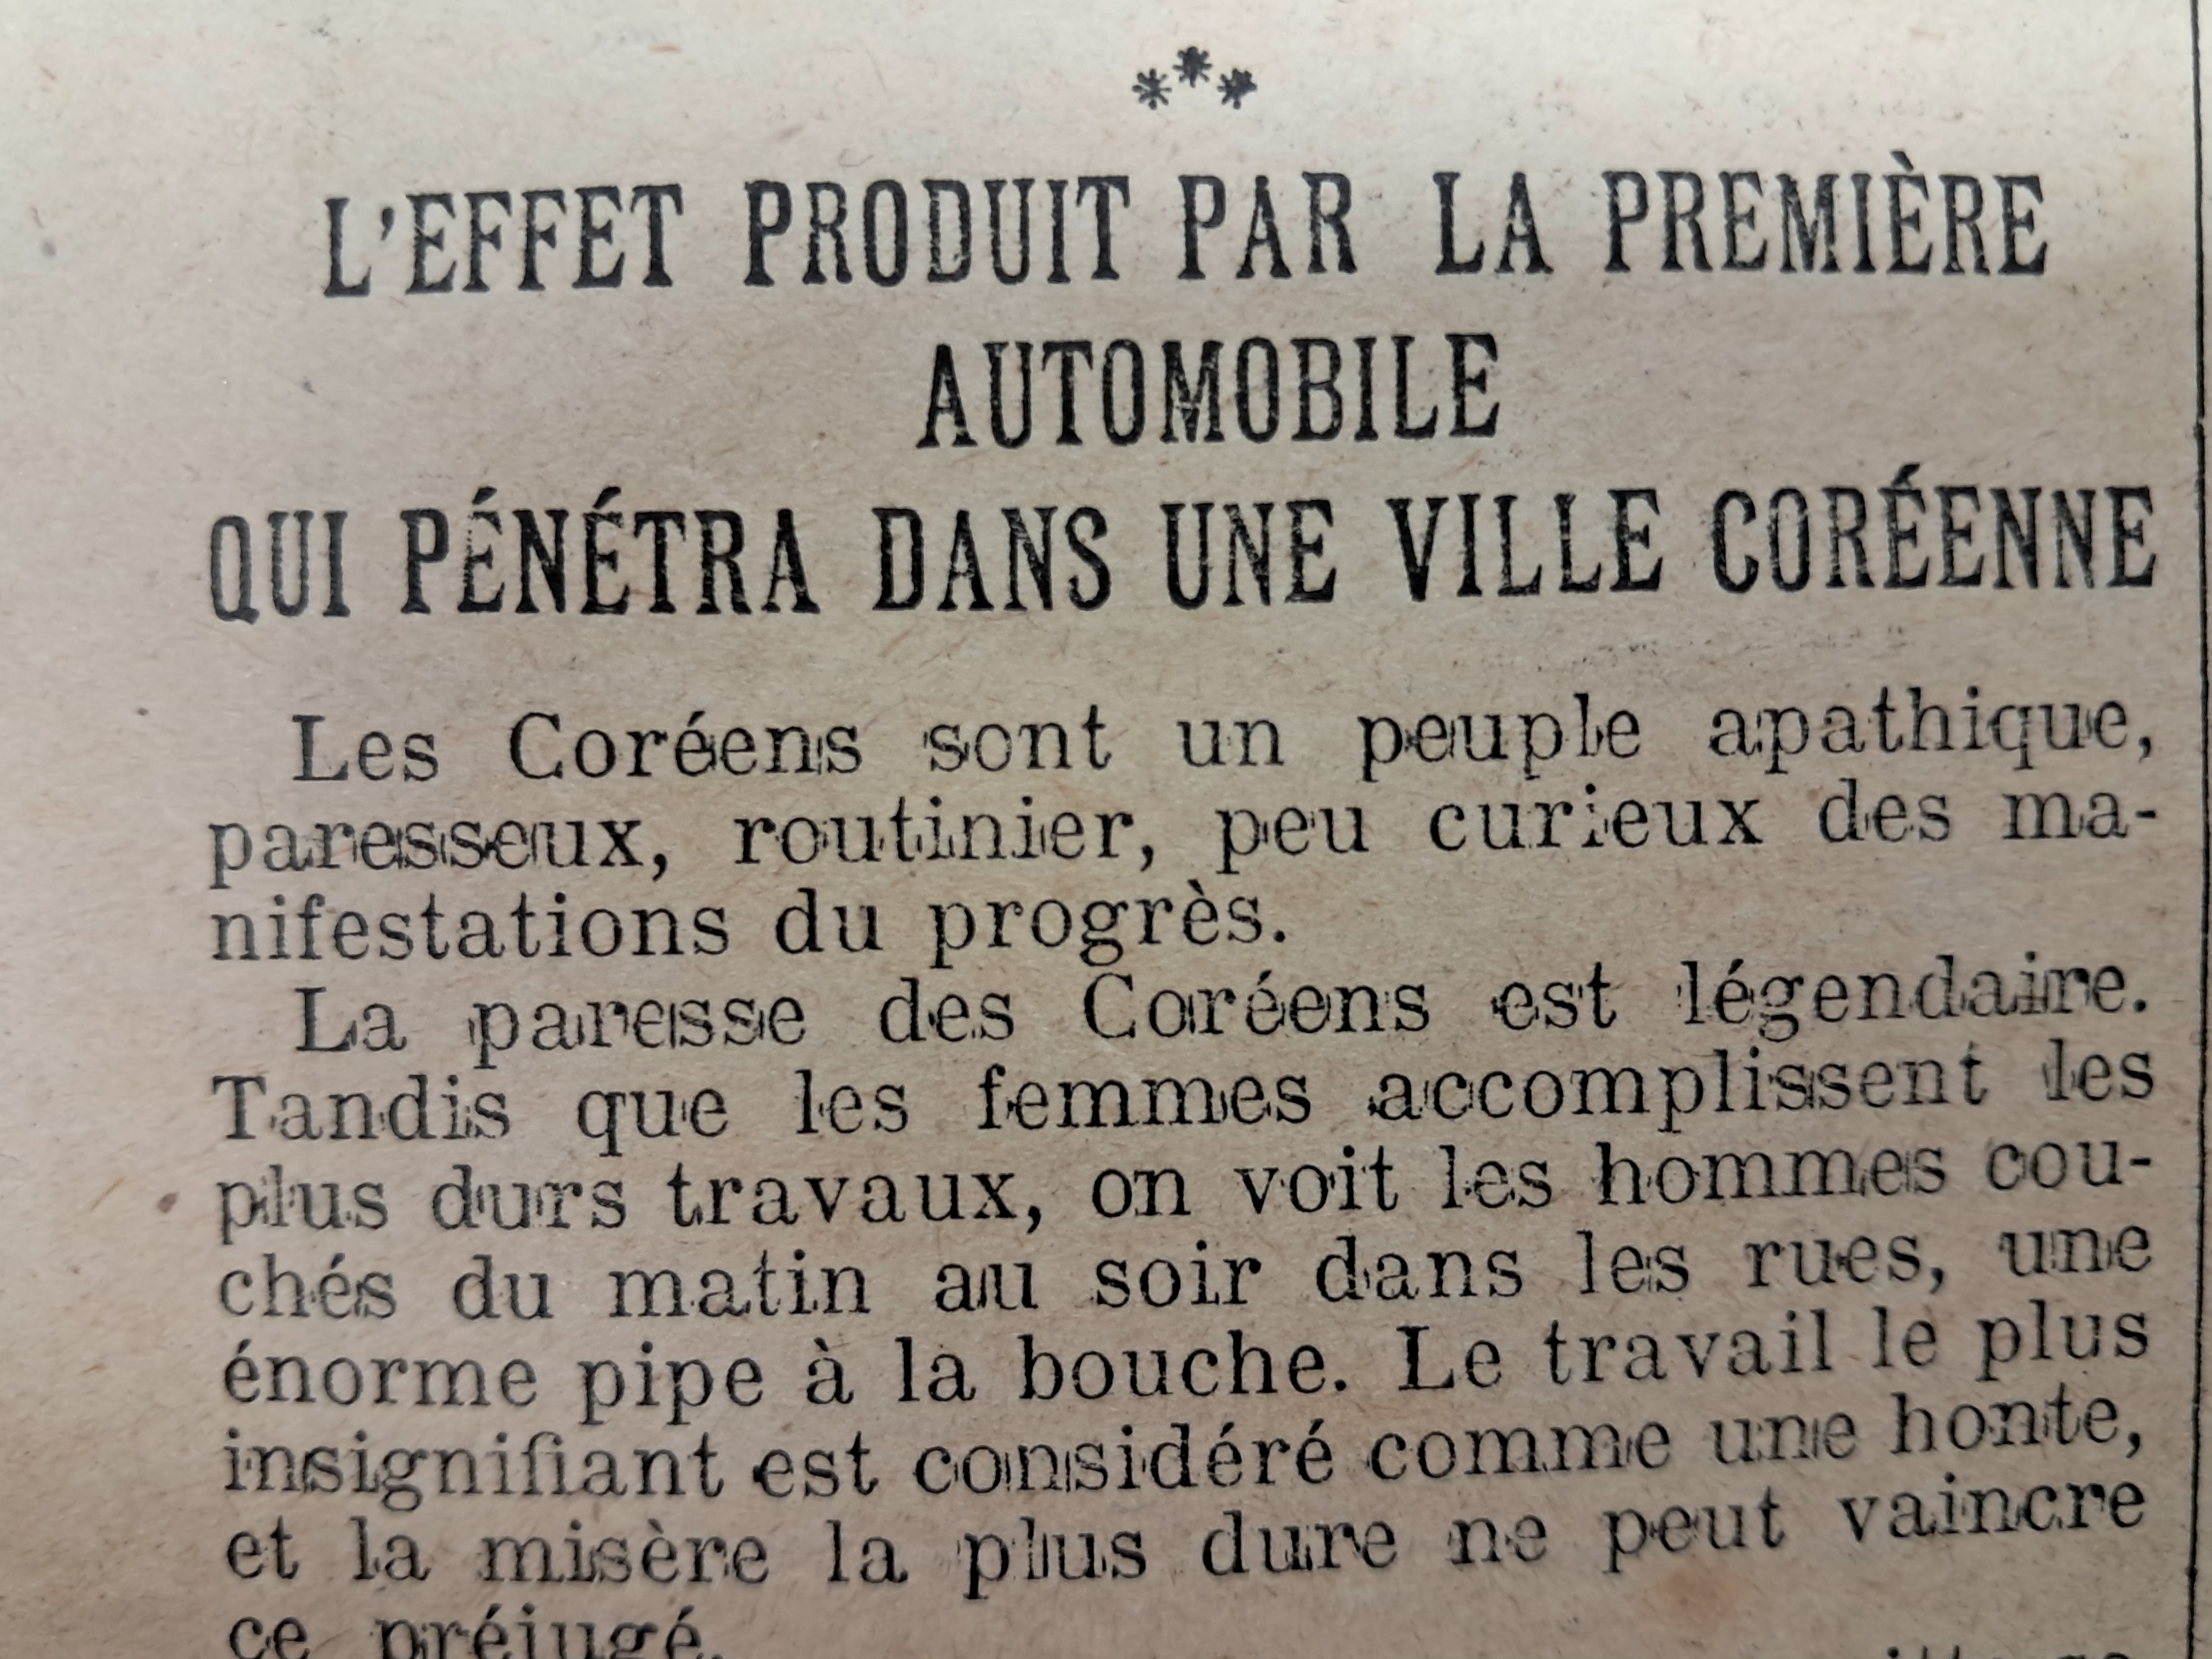 ***
L'EFFET PRODUIT PAR LA PREMIÈRE
AUTOMOBILE
QUI PÉNÉTRA DANS UNE VILLE CORÉENNE
Les Coréens sont un peuple apathique,
paresseux, routinier, peu curieux des ma-
nifestations du progrès.
La paresse des Coréens est légendaire.
Tandis que les femmes accomplissent les
plus durs travaux, on voit les hommes cou-
chés du matin au soir dans les rues, une
énorme pipe à la bouche. Le travail le plus
insignifiant est considéré comme une honte,
et la misère la plus dure ne peut vaincre
ce préjugé.